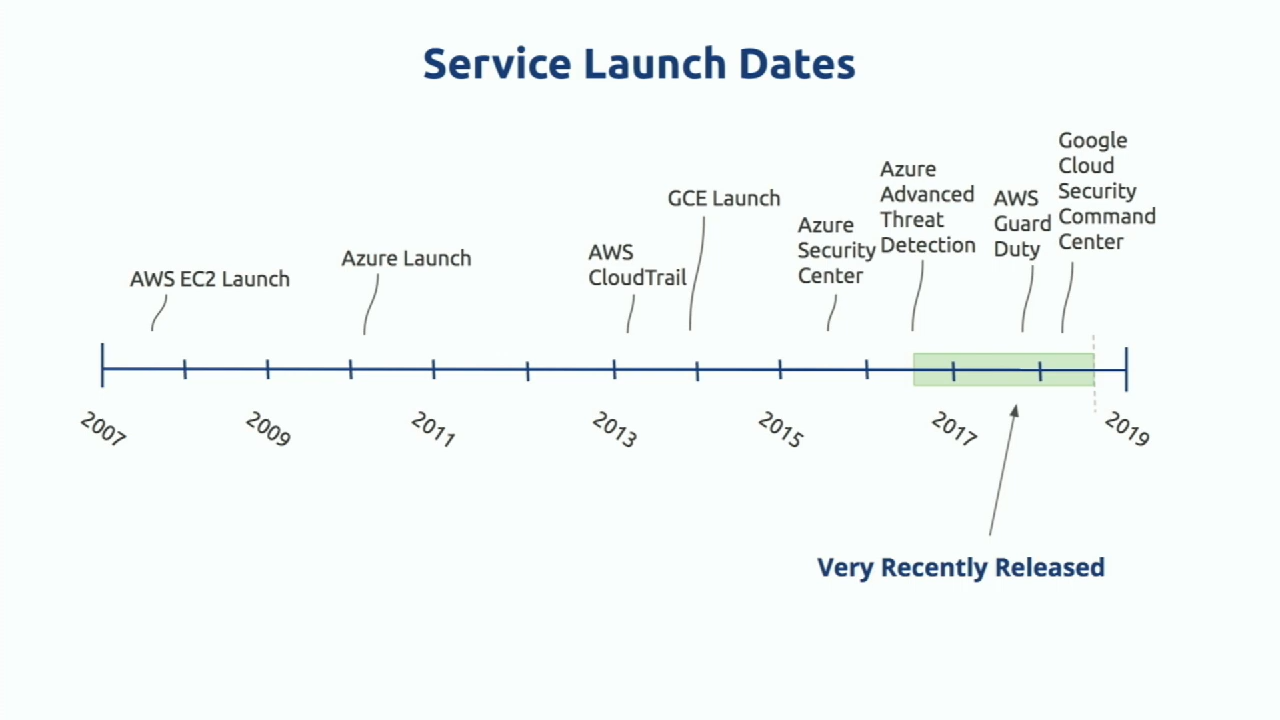 Service Launch Dates
AWS EC2 Launch
Azure Launch
AWS
CloudTrail
GCE Launch
Azure
Security
Center
Azure
Advanced
Threat
Detection
AWS
Guard
Duty
Google
Cloud
Security
Command
Center
2007
2009
2011
2013
2015
2017
2019
Very Recently Released